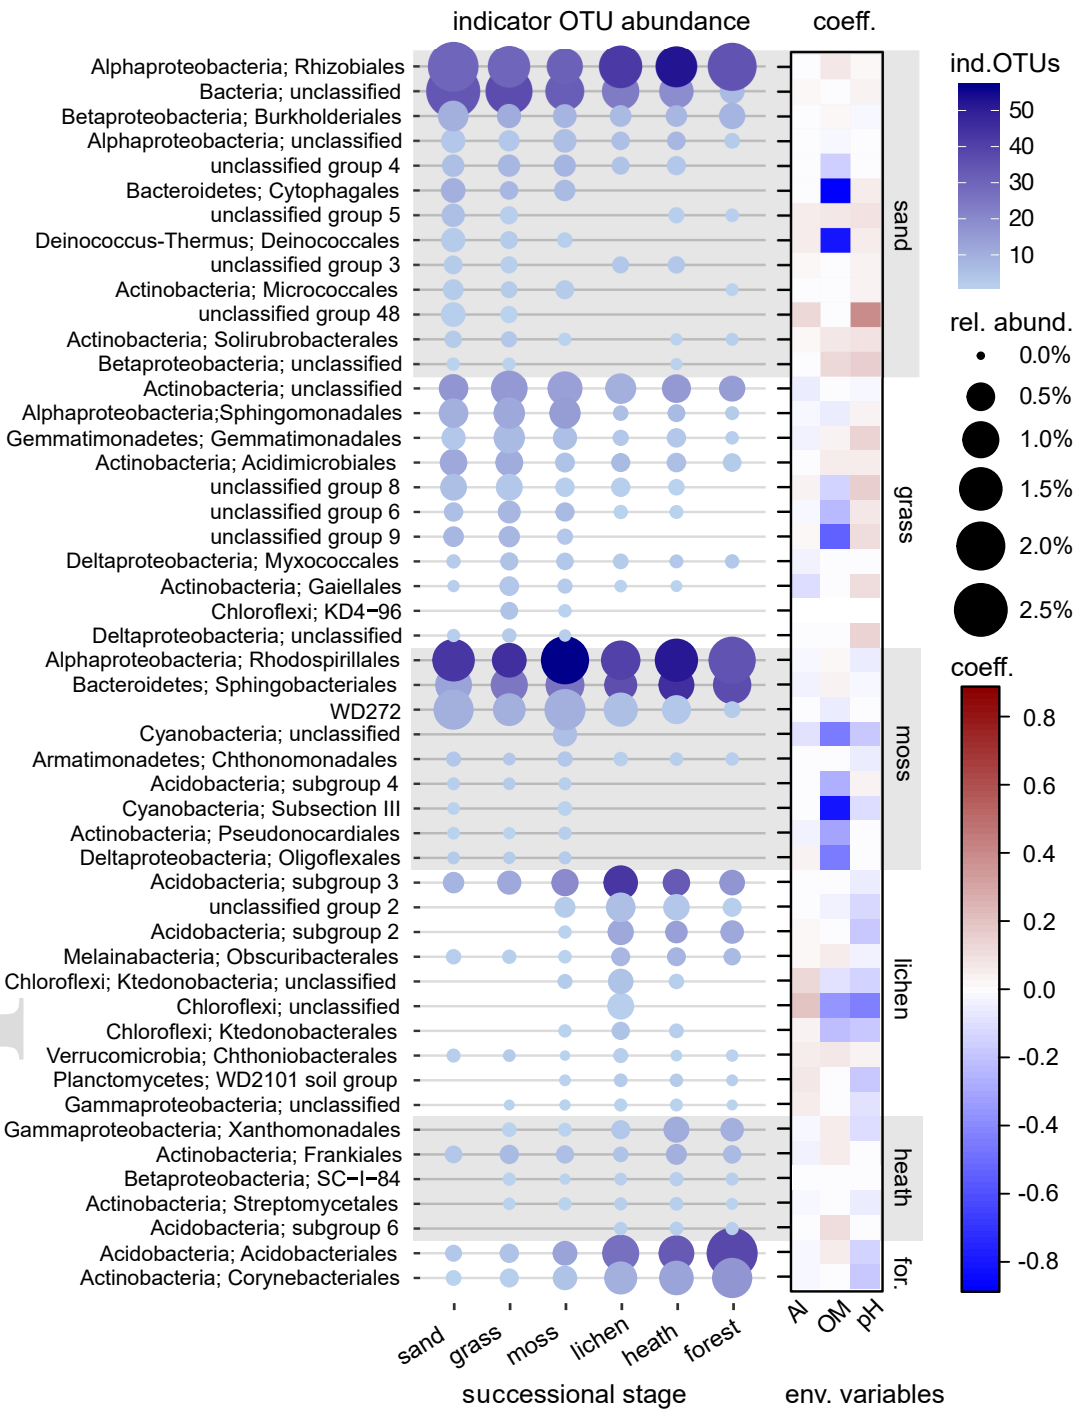 indicator OTU abundance
coeff.
Alphaproteobacteria; Rhizobiales
Bacteria; unclassified
Betaproteobacteria; Burkholderiales
Alphaproteobacteria; unclassified
unclassified group 4
Bacteroidetes; Cytophagales
unclassified group 5
Deinococcus-Thermus; Deinococcales
unclassified group 3
Actinobacteria; Micrococcales
unclassified group 48
Actinobacteria; Solirubrobacterales
Betaproteobacteria; unclassified
Actinobacteria; unclassified
Alphaproteobacteria;Sphingomonadales
Gemmatimonadetes; Gemmatimonadales
Actinobacteria; Acidimicrobiales
unclassified group 8
unclassified group 6
unclassified group 9
Deltaproteobacteria; Myxococcales
Actinobacteria; Gaiellales
Chloroflexi; KD4−96
Deltaproteobacteria; unclassified
Alphaproteobacteria; Rhodospirillales
Bacteroidetes; Sphingobacteriales
WD272
Cyanobacteria; unclassified
Armatimonadetes; Chthonomonadales
Acidobacteria; subgroup 4
Cyanobacteria; Subsection III
Actinobacteria; Pseudonocardiales
Deltaproteobacteria; Oligoflexales
Acidobacteria; subgroup 3
unclassified group 2
Acidobacteria; subgroup 2
Melainabacteria; Obscuribacterales
Chloroflexi; Ktedonobacteria; unclassified
Chloroflexi; unclassified
Chloroflexi; Ktedonobacterales
Verrucomicrobia; Chthoniobacterales
Planctomycetes; WD2101 soil group
Gammaproteobacteria; unclassified
Gammaproteobacteria; Xanthomonadales
Actinobacteria; Frankiales
Betaproteobacteria; SC−I−84
Actinobacteria; Streptomycetales
Acidobacteria; subgroup 6
Acidobacteria; Acidobacteriales
Actinobacteria; Corynebacteriales
sand
grass
moss
lichen
heath
forest
successional stage
sand
grass
moss
lichen
heath
for.
Al
OM
pH
env. variables
ind.OTUs
50
40
30
20
10
rel. abund.
0.0%
0.5%
1.0%
1.5%
2.0%
2.5%
coeff.
0.8
0.6
0.4
0.2
0.0
-0.2
-0.4
-0.6
-0.8